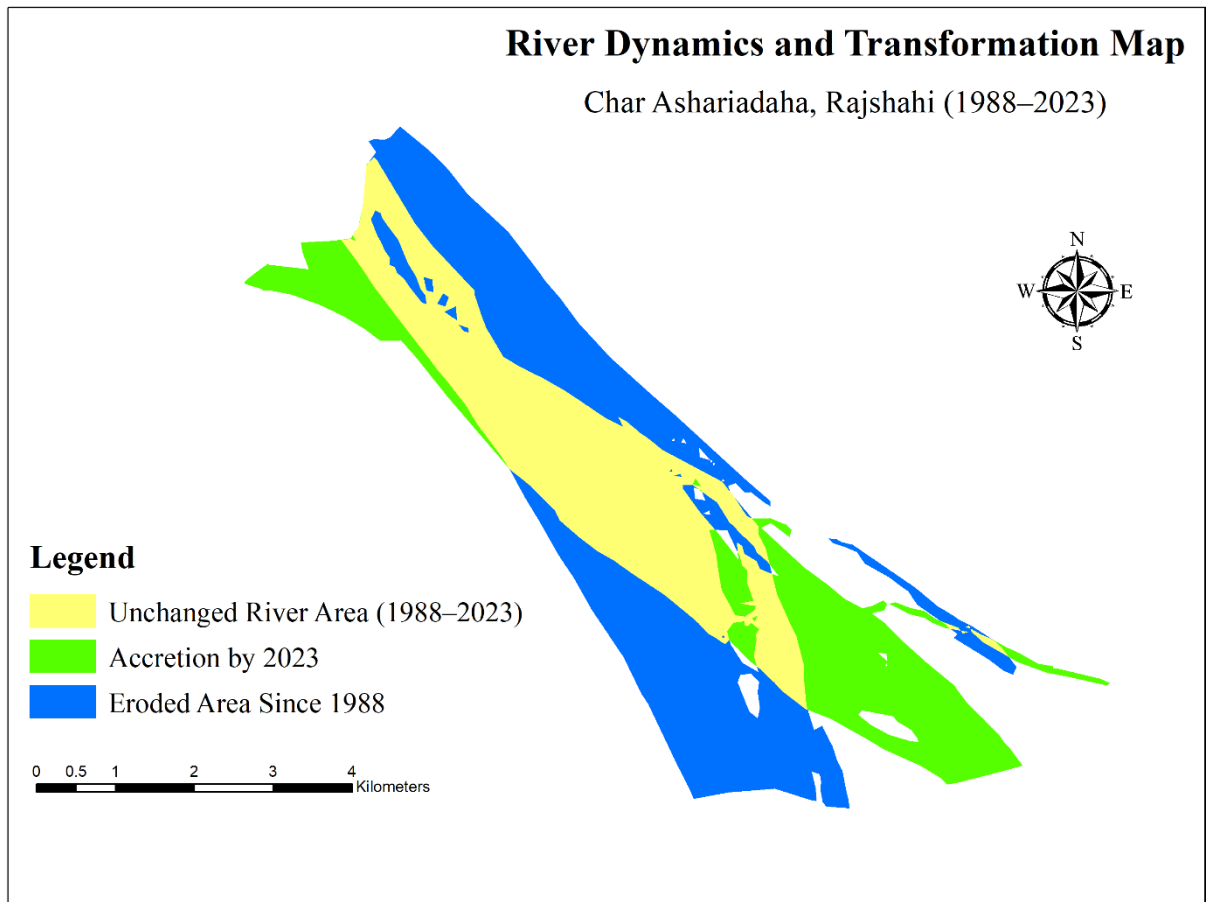 River Dynamics and Transformation Map
Char Ashariadaha, Rajshahi (1988–2023)
N
W E
S
Legend
Unchanged River Area (1988–2023)
Accretion by 2023
Eroded Area Since 1988
0 0.5 1 2 3 4
Kilometers